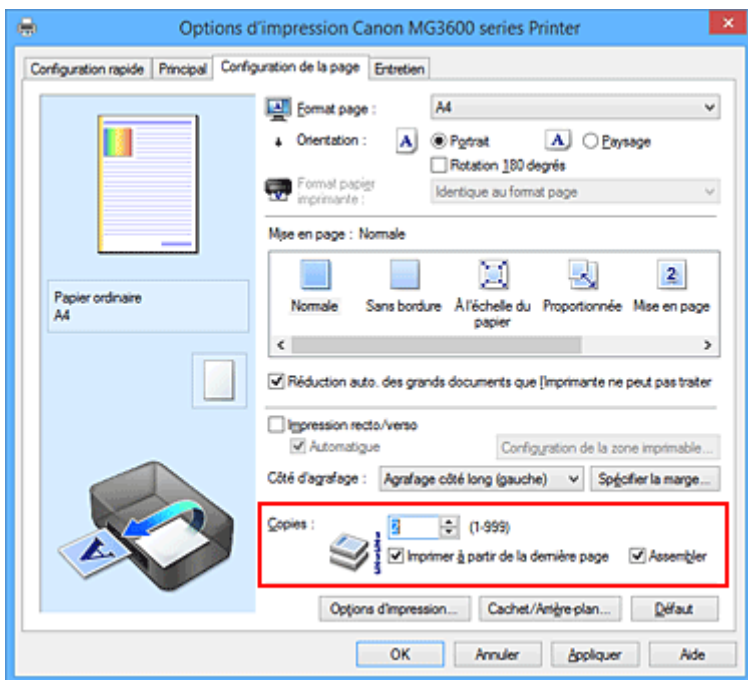 Options d'impression Canon MG3600 series Printer
Configuration rapide Principal Configuration de la page Entretien
Format page : A4
Orientation : A Portrait A Paysage
Rotation 180 degrés
Format papier
imprimante : Identique au format page
Mise en page : Normale
Normale Sans bordure À l'échelle du
papier Proportionnée Mise en page
Papier ordinaire
A4
Réduction auto. des grands documents que l'imprimante ne peut pas traiter
Impression recto/verso
Automatique Configuration de la zone imprimable...
Côté d'agrafage : Agrafage côté long (gauche) Spécifier la marge...
Copies : 2 (1-999)
Imprimer à partir de la dernière page Assembler
Options d'impression... Cachet/Arrière-plan... Défaut
OK Annuler Appliquer Aide